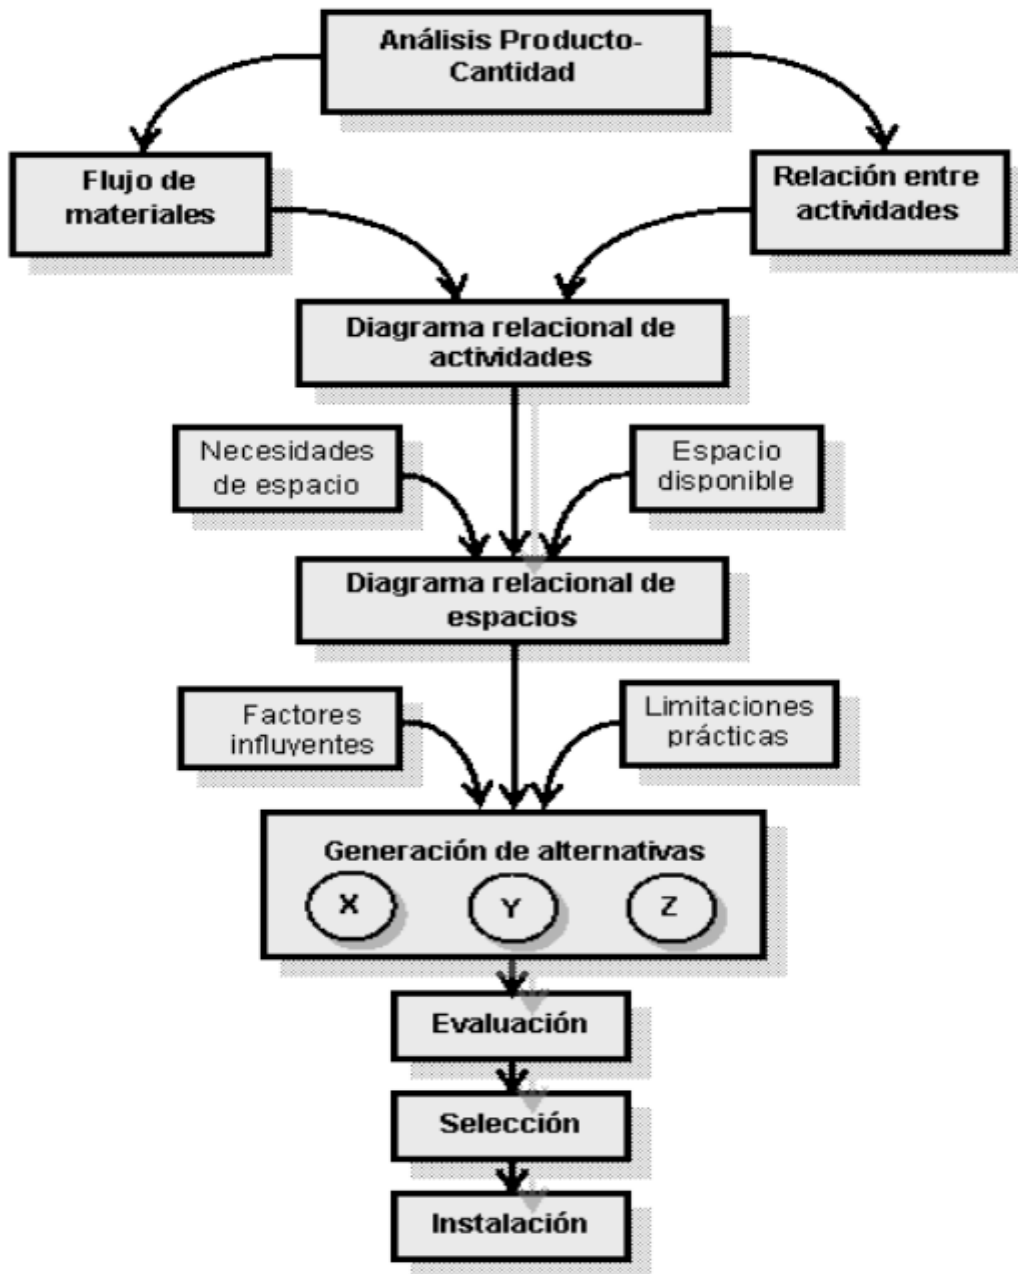 Análisis Producto-
Cantidad
Flujo de
materiales
Relación entre
actividades
Diagrama relacional de
actividades
Necesidades
de espacio
Espacio
disponible
Diagrama relacional de
espacios
Factores
influyentes
Limitaciones
prácticas
Generación de alternativas
X
Y
Z
Evaluación
Selección
Instalación